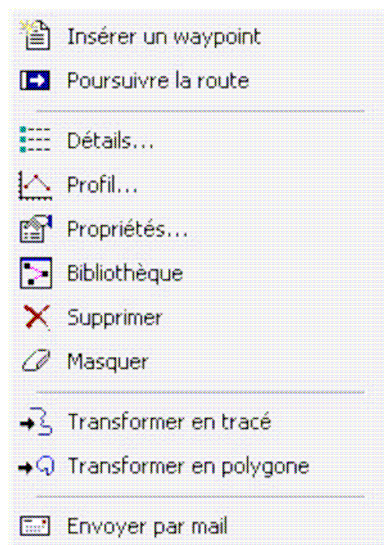 Insérer un waypoint
Poursuivre la route
Détails...
Profil...
Propriétés...
Bibliothèque
Supprimer
Masquer
Transformer en tracé
Transformer en polygone
Envoyer par mail